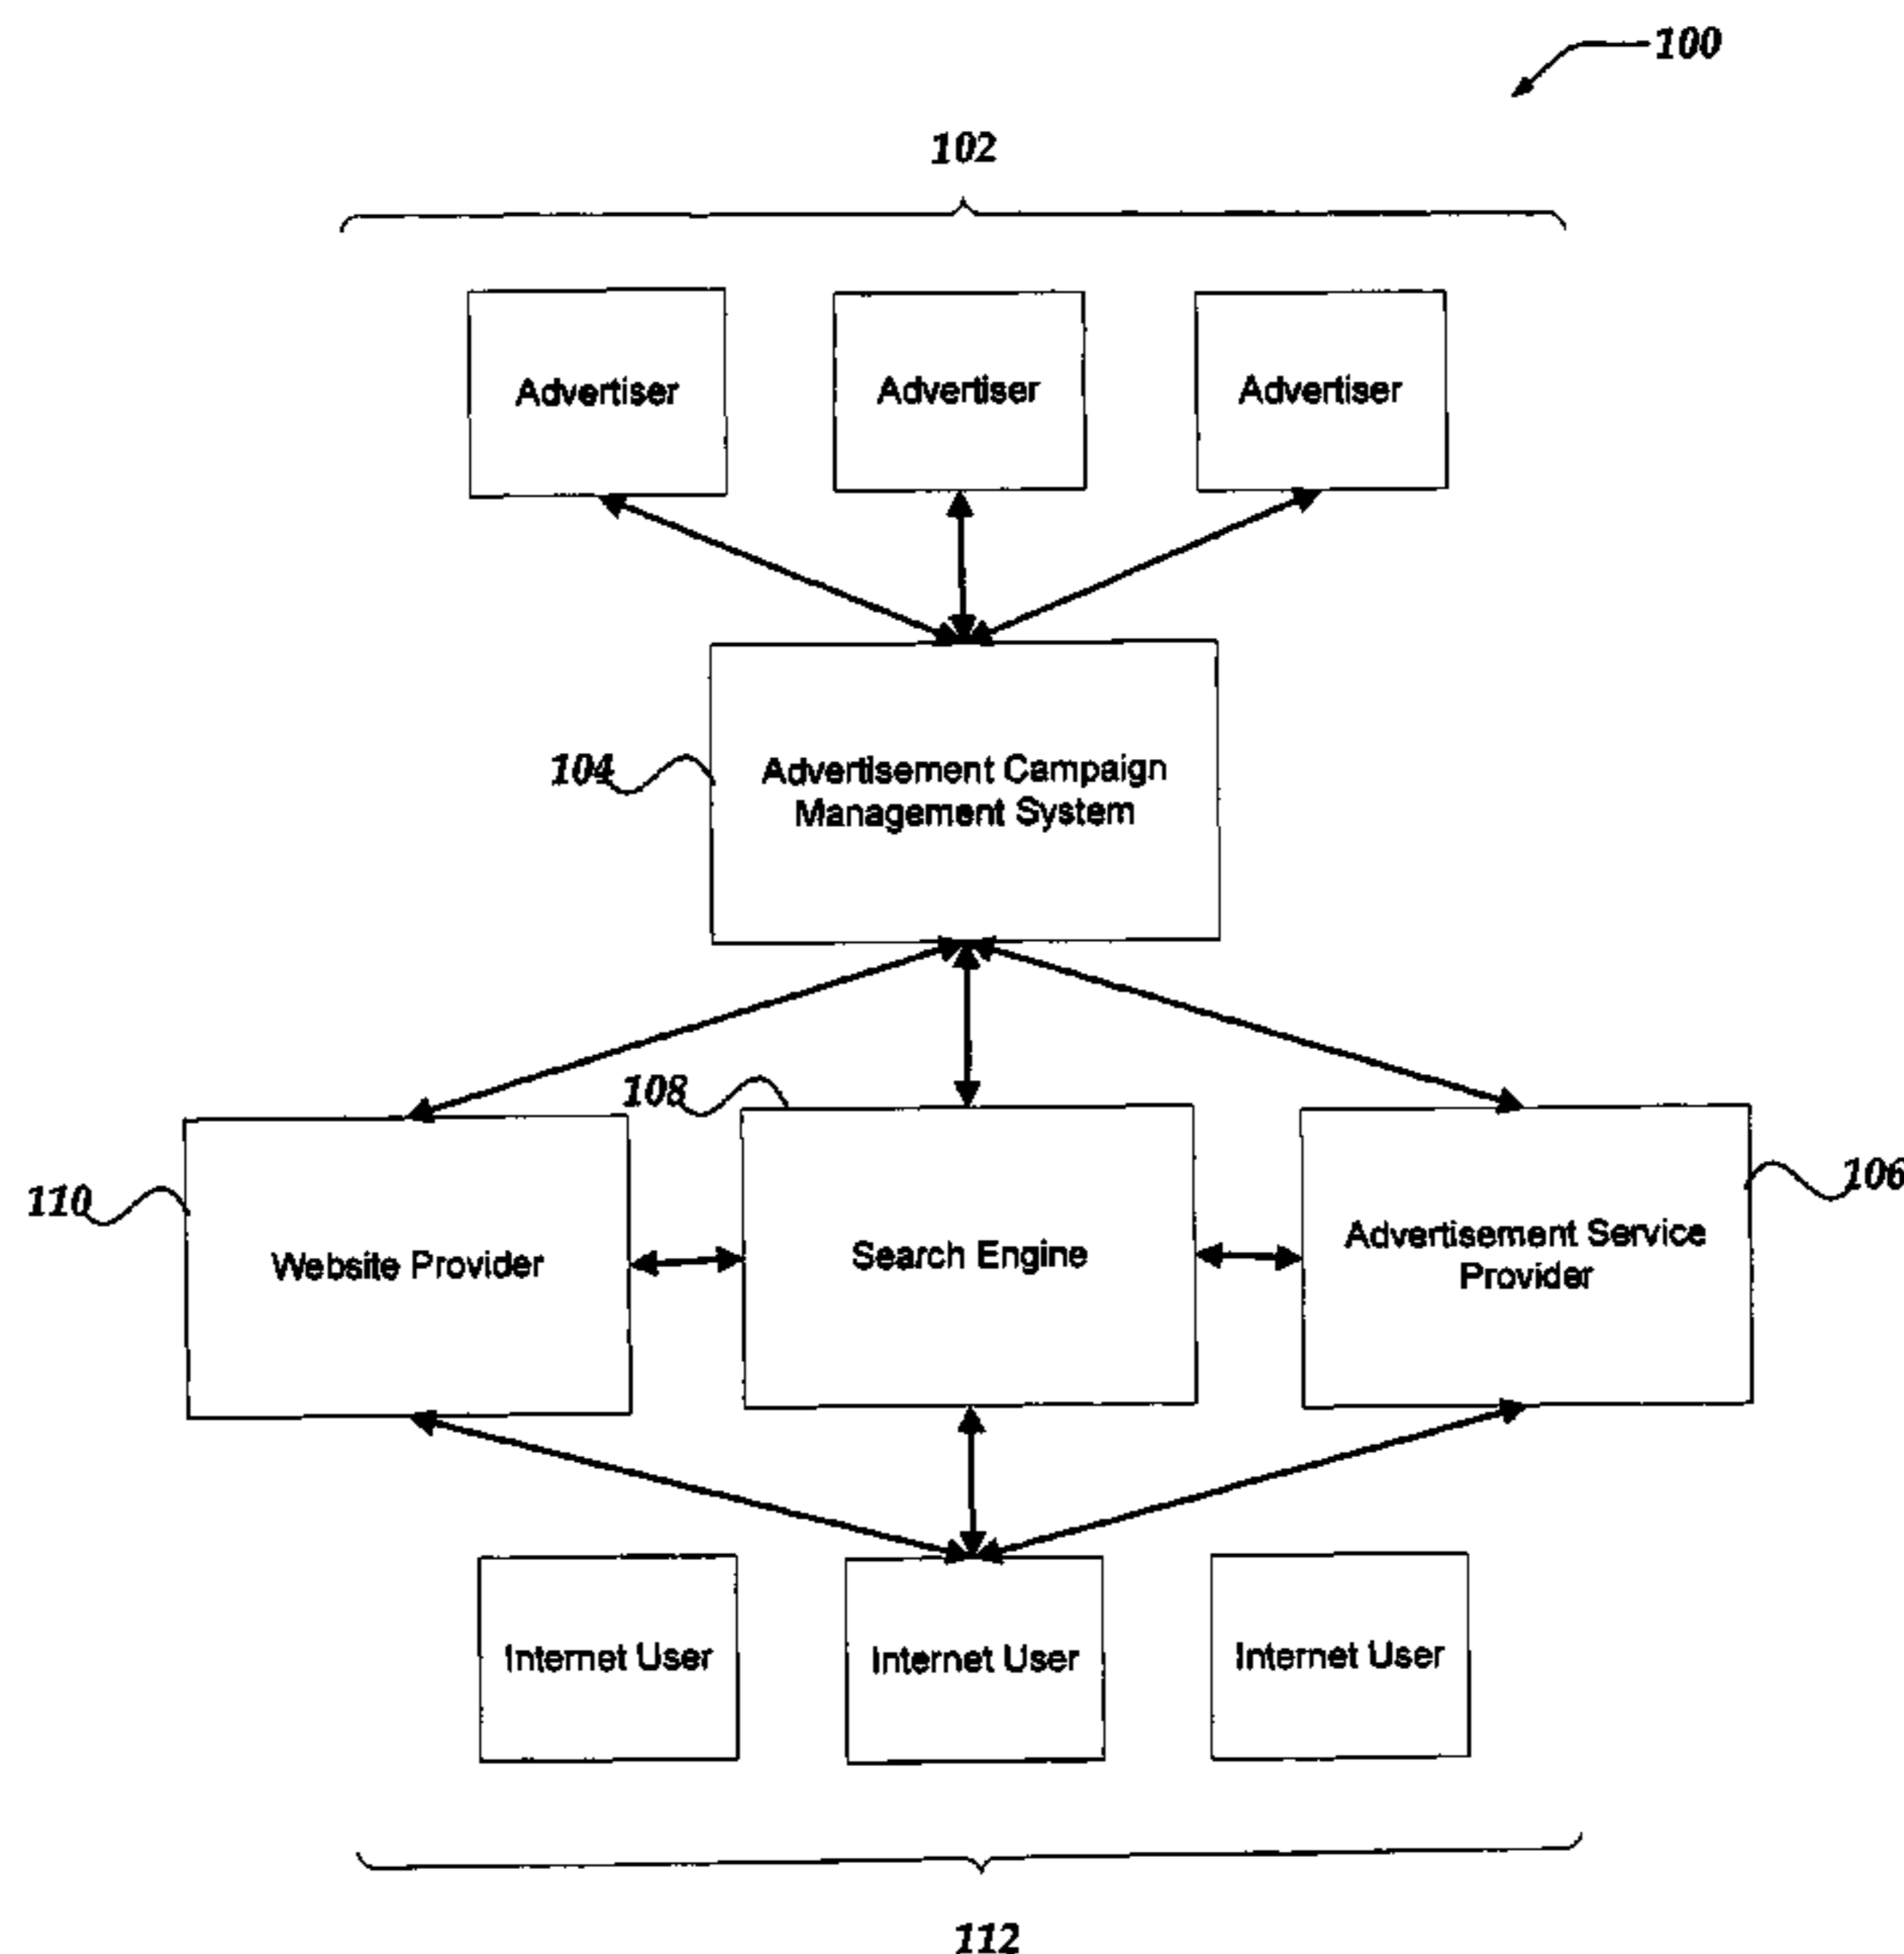 100
102
Advertiser
Advertiser
Advertiser
104
Advertisement Campaign
Management System
108
110
106
Website Provider
Search Engine
Advertisement Service
Provider
Internet User
Internet User
Internet User
112